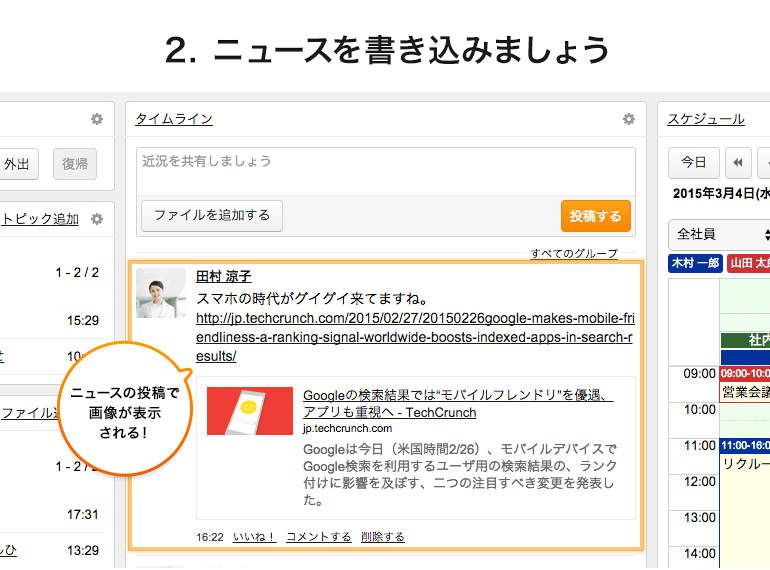 2. ニュースを書き込みましょう
外出
復帰
トピック追加
1 - 2 / 2
15:29
1 - 2 /
17:31
13:29
タイムライン
近況を共有しましょう
ファイルを追加する
投稿する
すべてのグループ
田村 涼子
スマホの時代がグイグイ来てますね。
http://jp.techcrunch.com/2015/02/27/20150226google-makes-mobile-fri
endliness-a-ranking-signal-worldwide-boosts-indexed-apps-in-search-r
esults/
ニュースの投稿で
画像が表示
される!
Googleの検索結果では“モバイルフレンドリ”を優遇、
アプリも重視へ - TechCrunch
jp.techcrunch.com
Googleは今日（米国時間2/26）、モバイルデバイスで
Google検索を利用するユーザ用の検索結果の、ランク
付けに影響を及ぼす、二つの注目すべき変更を発表し
た。
16:22 いいね！ コメントする 削除する
スケジュール
今日
2015年3月4日(水
全社員
木村 一郎
山田 太
社内
09:00
09:00-10:0
営業会議
10:00
11:00
11:00-16:0
リクルー
12:00
13:00
14:00